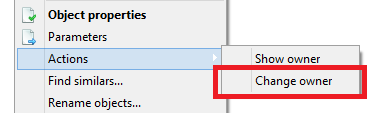 Object properties
Parameters
Actions
Show owner
Find similars...
Change owner
Rename objects...